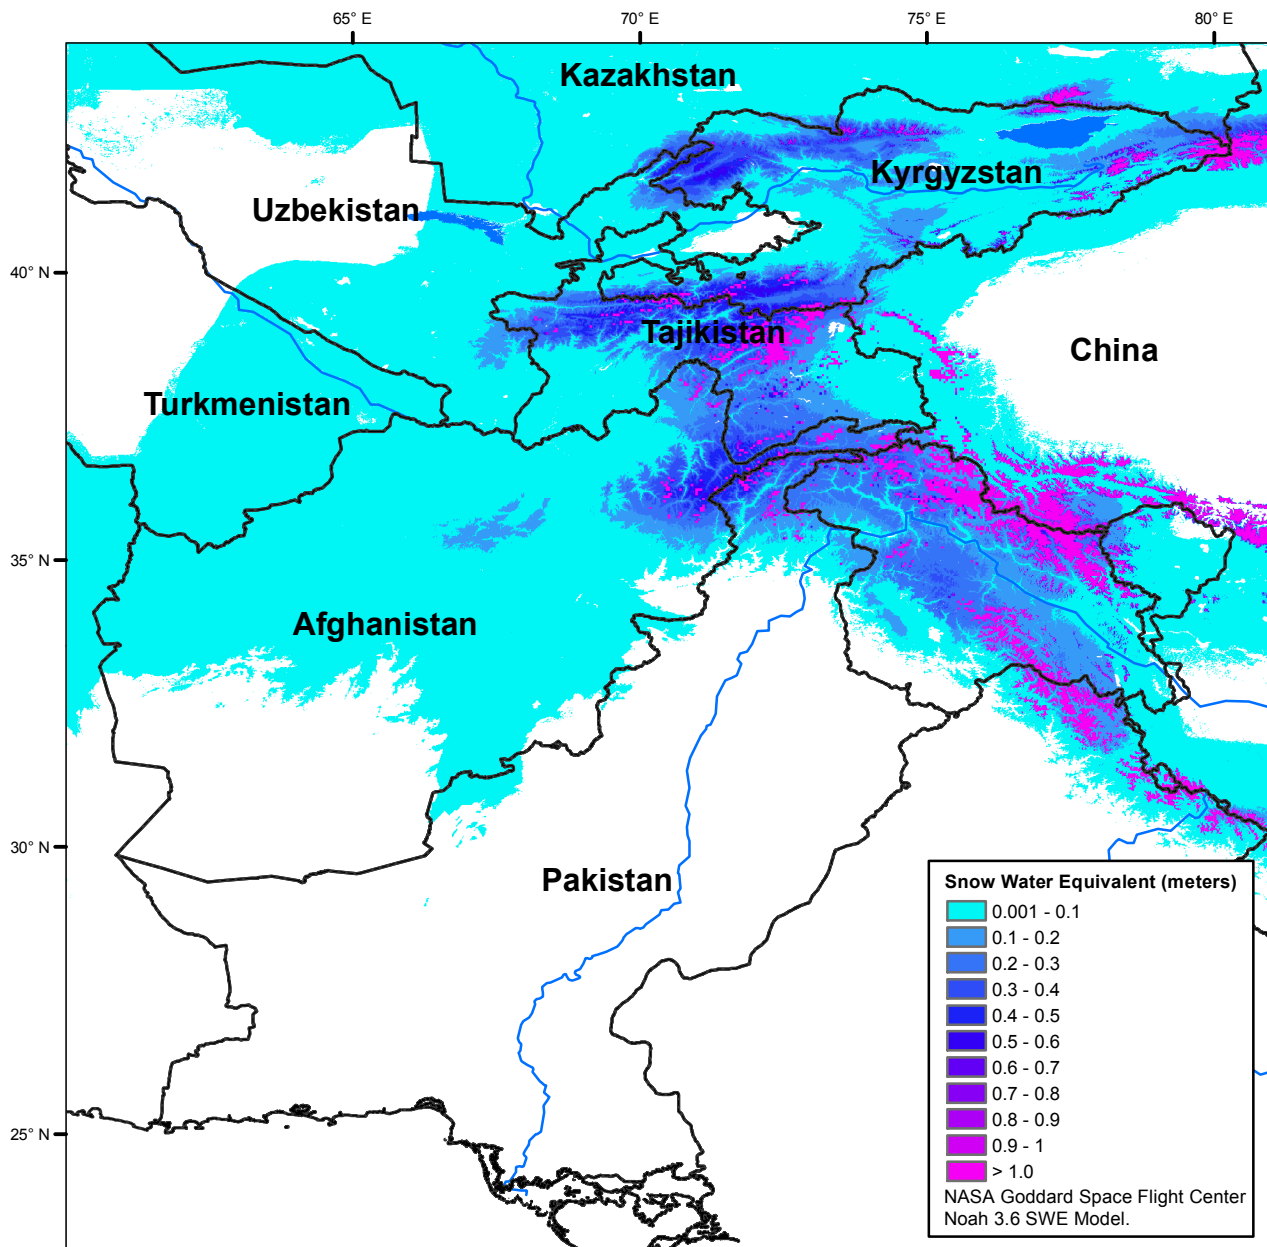 65° E 70° E 75° E 80° E
Kazakhstan
Kyrgyzstan
Uzbekistan
40° N
Tajikistan
China
Turkmenistan
35° N
Afghanistan
30° N
Pakistan
25° N
Snow Water Equivalent (meters)
0.001 - 0.1
0.1 - 0.2
0.2 - 0.3
0.3 - 0.4
0.4 - 0.5
0.5 - 0.6
0.6 - 0.7
0.7 - 0.8
0.8 - 0.9
0.9 - 1
> 1.0
NASA Goddard Space Flight Center
Noah 3.6 SWE Model.